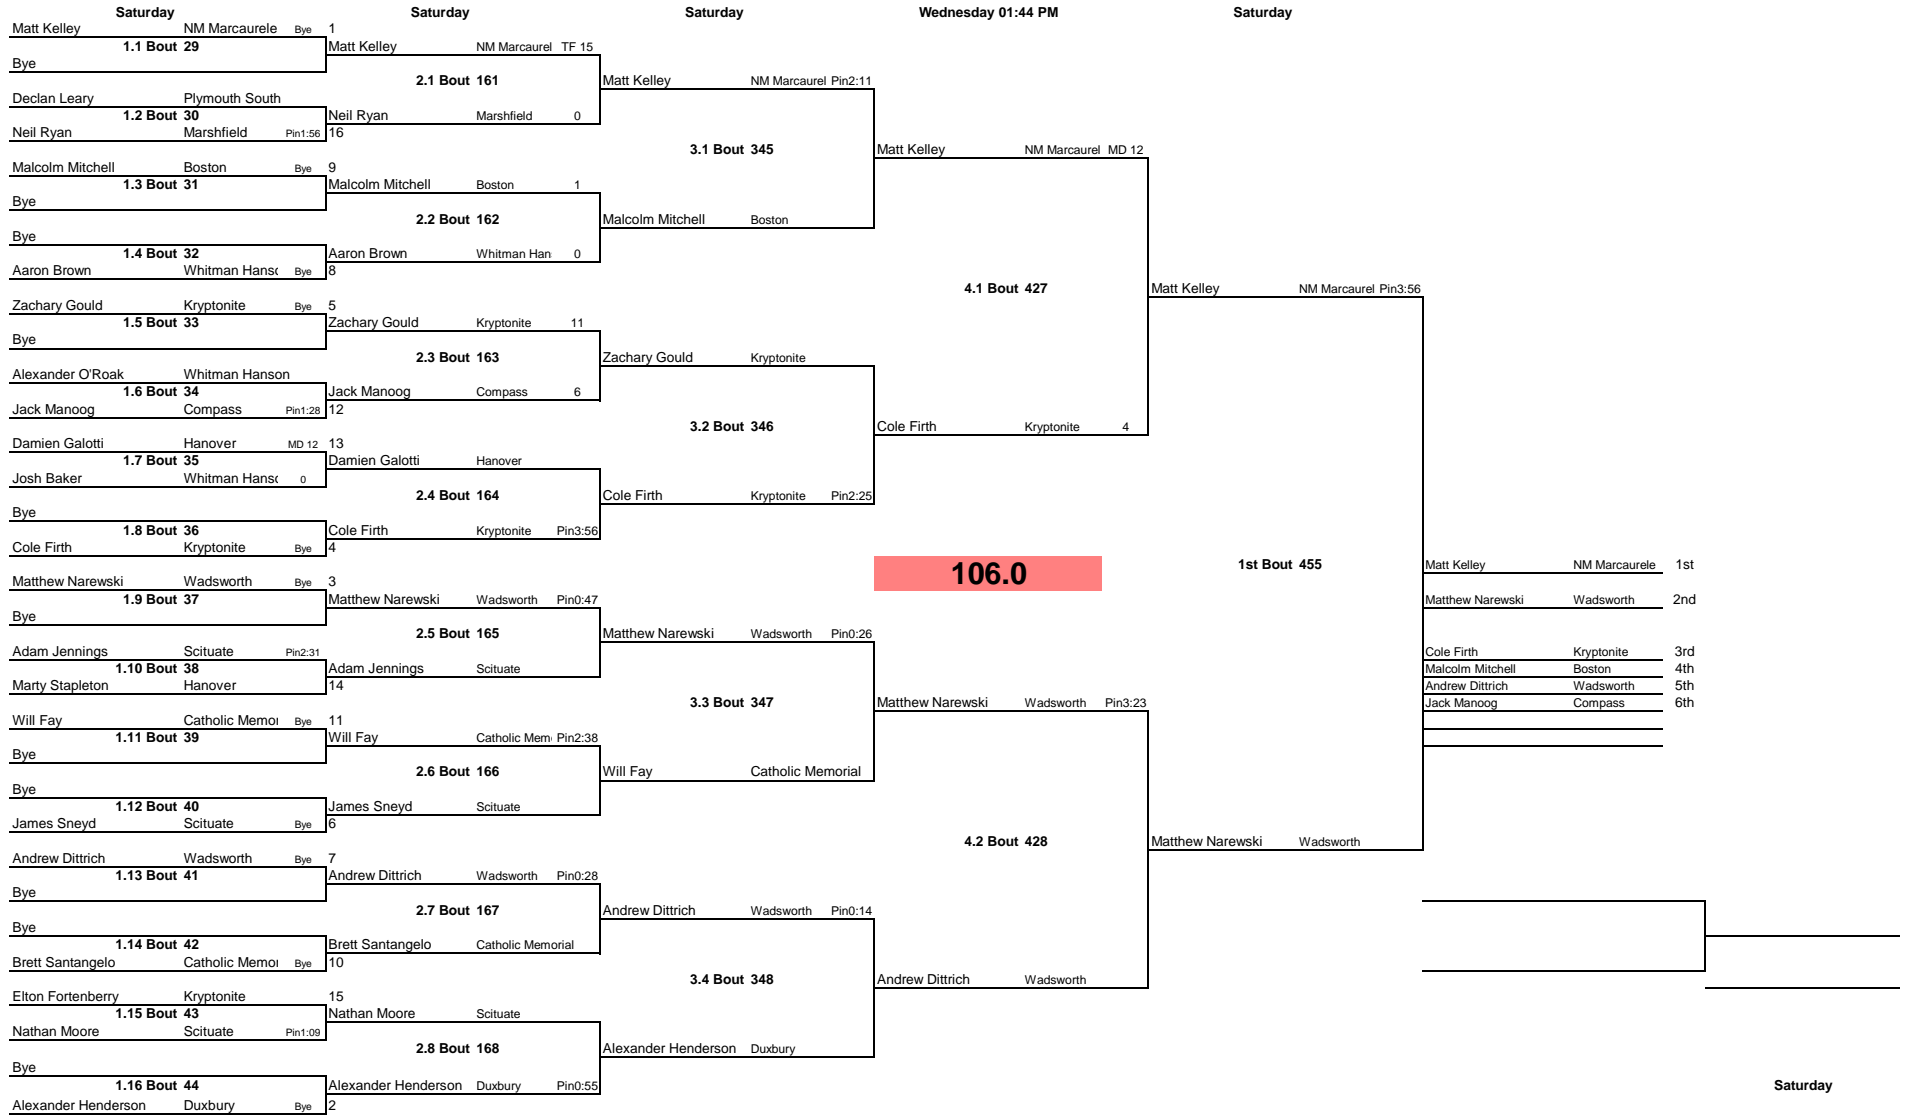 Saturday Saturday Saturday Wednesday 01:44 PM Saturday
Matt Kelley NM Marcaurele Bye 1
1.1 Bout 29
Matt Kelley NM Marcaurel TF 15
Bye
2.1 Bout 161
Matt Kelley NM Marcaurel Pin2:11
Declan Leary Plymouth South
1.2 Bout 30
Neil Ryan Marshfield 0
Neil Ryan Marshfield Pin1:56 16
3.1 Bout 345
Matt Kelley NM Marcaurel MD 12
Malcolm Mitchell Boston Bye 9
1.3 Bout 31
Malcolm Mitchell Boston 1
Bye
2.2 Bout 162
Malcolm Mitchell Boston
Bye
1.4 Bout 32
Aaron Brown Whitman Han 0
Aaron Brown Whitman Hansc Bye 8
4.1 Bout 427
Matt Kelley NM Marcaurel Pin3:56
Zachary Gould Kryptonite Bye 5
1.5 Bout 33
Zachary Gould Kryptonite 11
Bye
2.3 Bout 163
Zachary Gould Kryptonite
Alexander O'Roak Whitman Hanson
1.6 Bout 34
Jack Manoog Compass 6
Jack Manoog Compass Pin1:28 12
3.2 Bout 346
Cole Firth Kryptonite 4
Damien Galotti Hanover MD 12 13
1.7 Bout 35
Damien Galotti Hanover
Josh Baker Whitman Hansc 0
2.4 Bout 164
Cole Firth Kryptonite Pin2:25
Bye
1.8 Bout 36
Cole Firth Kryptonite Pin3:56
Cole Firth Kryptonite Bye 4
106.0
1st Bout 455
Matt Kelley NM Marcaurele 1st
Matthew Narewski Wadsworth Bye 3
1.9 Bout 37
Matthew Narewski Wadsworth Pin0:47
Matthew Narewski Wadsworth 2nd
Bye
2.5 Bout 165
Matthew Narewski Wadsworth Pin0:26
Adam Jennings Scituate Pin2:31
Cole Firth Kryptonite 3rd
1.10 Bout 38
Adam Jennings Scituate
Malcolm Mitchell Boston 4th
Marty Stapleton Hanover 14
Andrew Dittrich Wadsworth 5th
3.3 Bout 347
Matthew Narewski Wadsworth Pin3:23
Jack Manoog Compass 6th
Will Fay Catholic Memor Bye 11
1.11 Bout 39
Will Fay Catholic Mem Pin2:38
Bye
2.6 Bout 166
Will Fay Catholic Memorial
Bye
1.12 Bout 40
James Sneyd Scituate
James Sneyd Scituate Bye 6
4.2 Bout 428
Matthew Narewski Wadsworth
Andrew Dittrich Wadsworth Bye 7
1.13 Bout 41
Andrew Dittrich Wadsworth Pin0:28
Bye
2.7 Bout 167
Andrew Dittrich Wadsworth Pin0:14
Bye
1.14 Bout 42
Brett Santangelo Catholic Memorial
Brett Santangelo Catholic Memor Bye 10
3.4 Bout 348
Andrew Dittrich Wadsworth
Elton Fortenberry Kryptonite 15
1.15 Bout 43
Nathan Moore Scituate
Nathan Moore Scituate Pin1:09
2.8 Bout 168
Alexander Henderson Duxbury
Bye
1.16 Bout 44
Alexander Henderson Duxbury Pin0:55
Saturday
Alexander Henderson Duxbury Bye 2